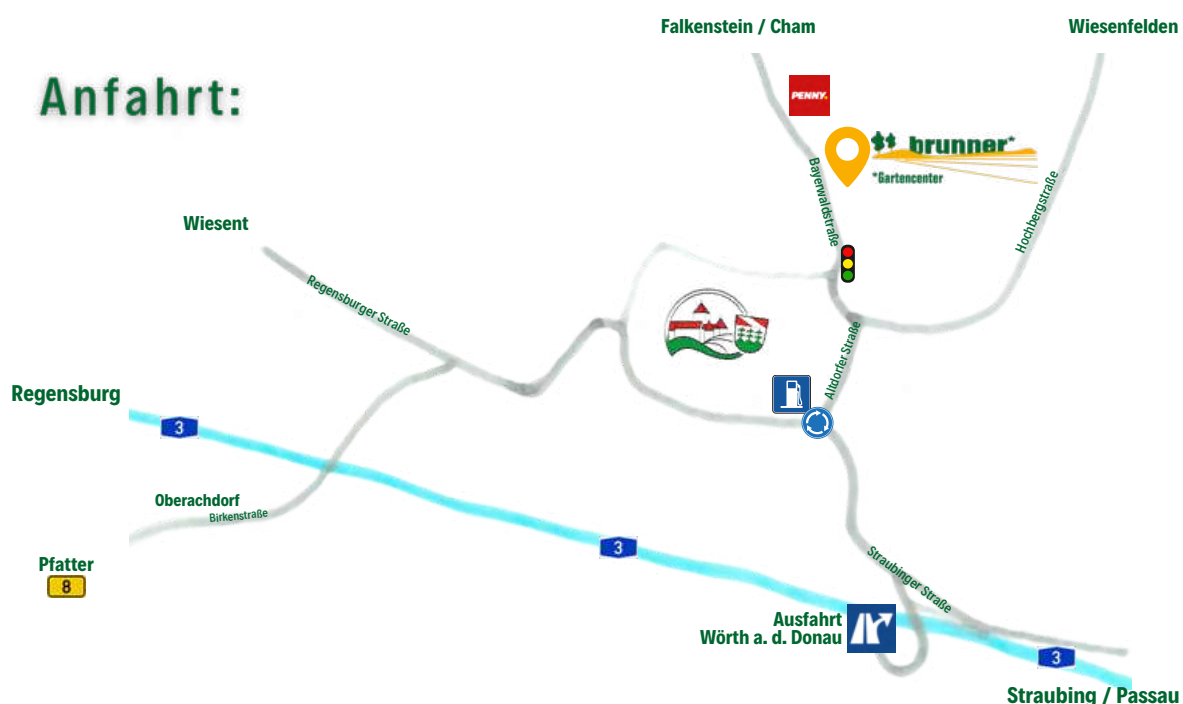 Falkenstein / Cham
Wiesenfelden
Anfahrt:
PENNY.
brunner*
*Gartencenter
Bayerwaldstraße
Hochbergstraße
Wiesent
Regensburger Straße
Altdorfer Straße
Regensburg
3
Oberachdorf
Birkenstraße
3
Pfatter
8
Straubinger Straße
Ausfahrt
Wörth a. d. Donau
3
Straubing / Passau